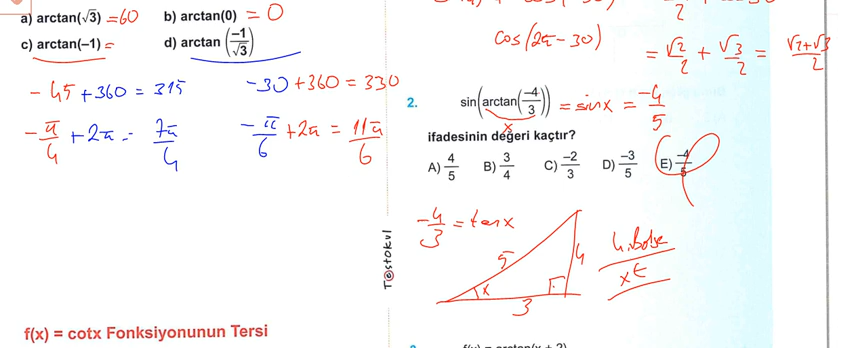 a) arctan(√3) = 60 b) arctan(0) = 0
c) arctan(−1) = d) arctan(−1/√3)
-45 + 360 = 315
-30 + 360 = 330
-π/4 + 2π = 7π/4
-π/6 + 2π = 11π/6
f(x) = cotx Fonksiyonunun Tersi
T@stokul
cos(2π - 30)
= √2/2 + √3/2 = √2+√3/2
2. sin(arctan(−4/3)) = sinx = -4/5
x
ifadesinin değeri kaçtır?
A) 4/5 B) 3/4 C) −2/3 D) −3/5 E) −4/5
-4/3 = tanx
5
4
x
3
4. Bölge
x ∈